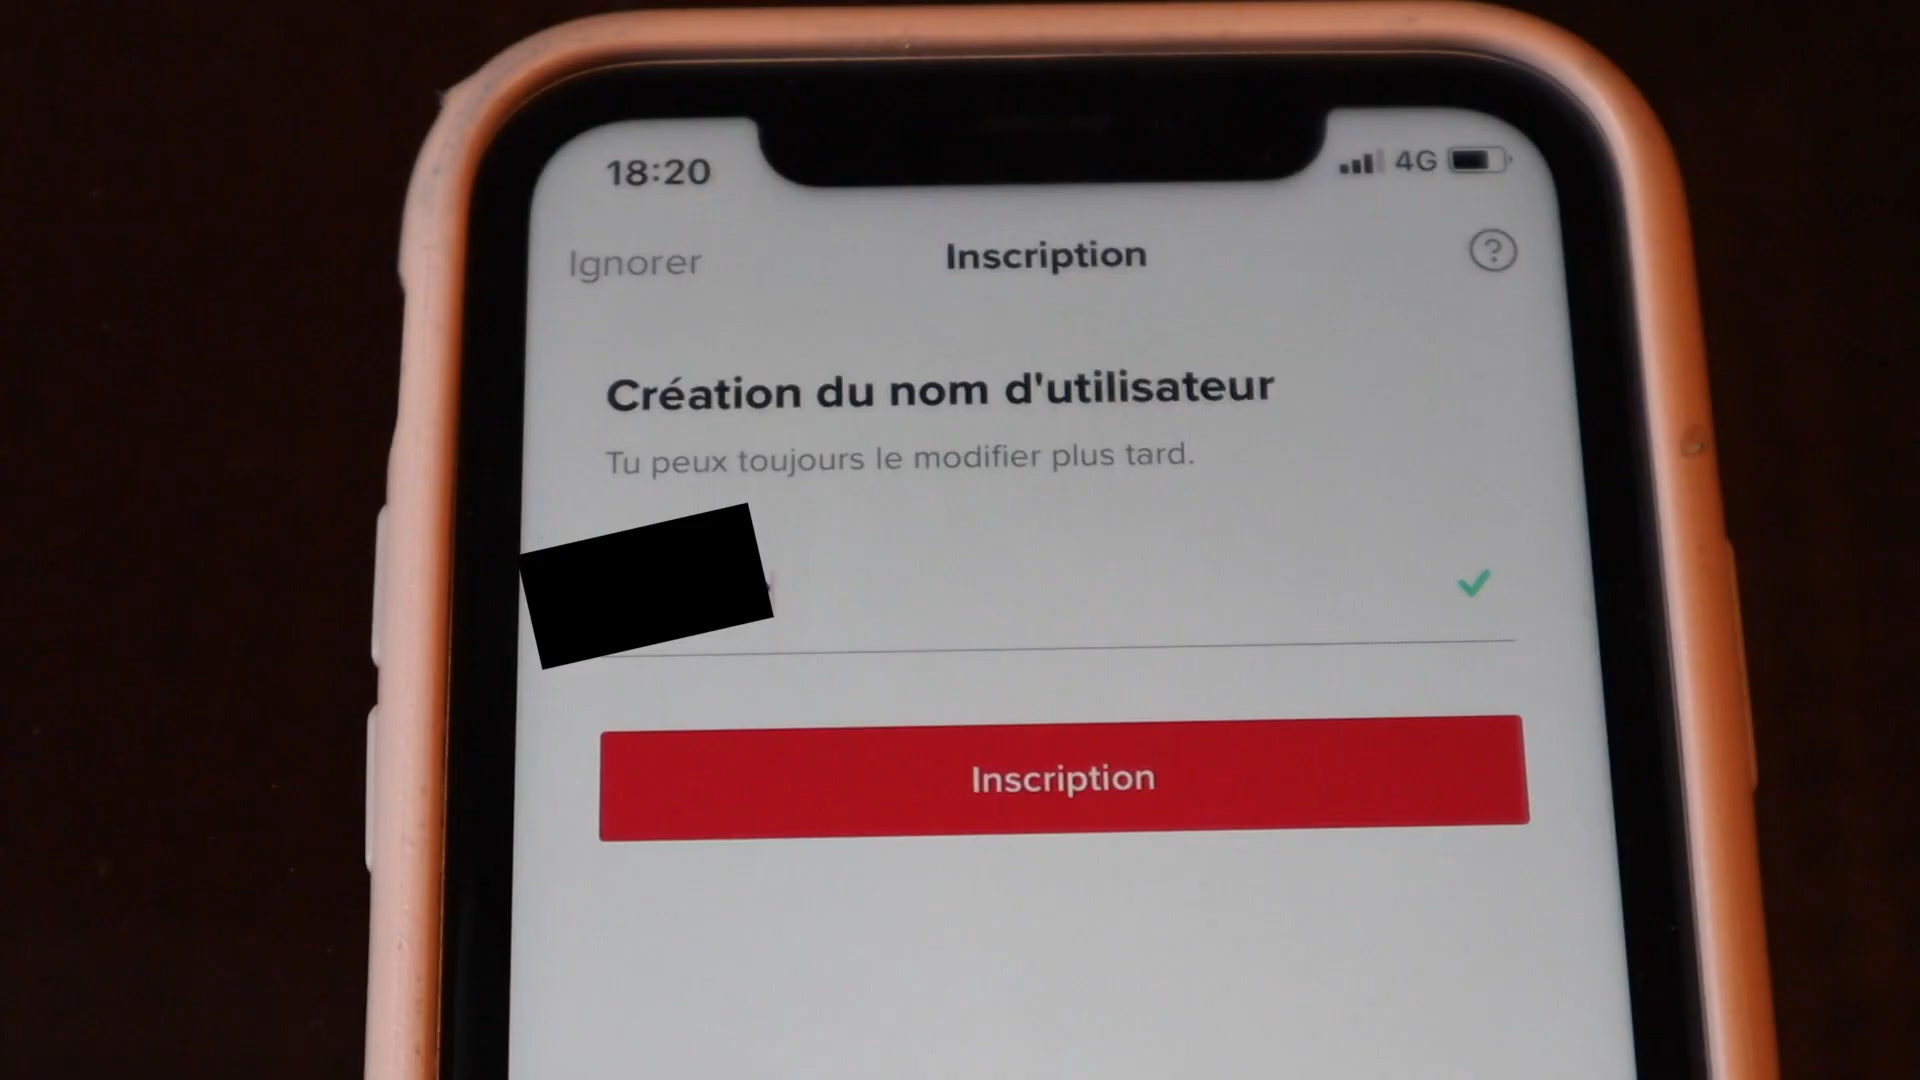 18:20 4G
Ignorer Inscription ?
Création du nom d'utilisateur
Tu peux toujours le modifier plus tard.
Inscription